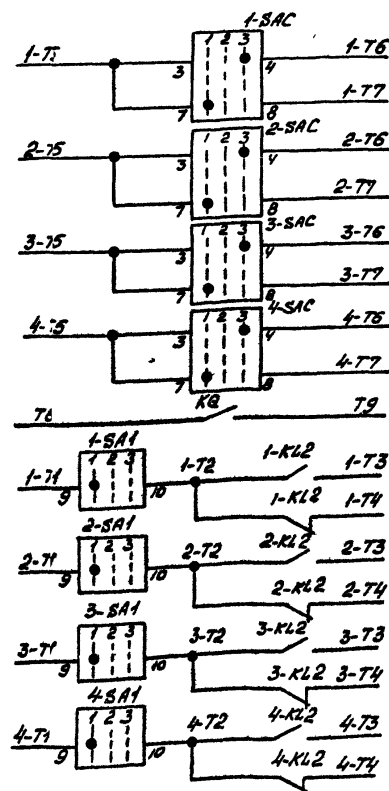 1-SAC
1-T5 3 1 2 3 4 1-T6
7 8 1-T7
2-SAC
2-T5 3 1 2 3 4 2-T6
7 8 2-T7
3-SAC
3-T5 3 1 2 3 4 3-T6
7 8 3-T7
4-SAC
4-T5 3 1 2 3 4 4-T6
7 8 4-T7
T8 KQ T9
1-SA1
1-T1 9 1 2 3 10 1-T2 1-KL2 1-T3
1-KL2 1-T4
2-SA1
2-T1 9 1 2 3 10 2-T2 2-KL2 2-T3
2-KL2 2-T4
3-SA1
3-T1 9 1 2 3 10 3-T2 3-KL2 3-T3
3-KL2 3-T4
4-SA1
4-T1 9 1 2 3 10 4-T2 4-KL2 4-T3
4-KL2 4-T4